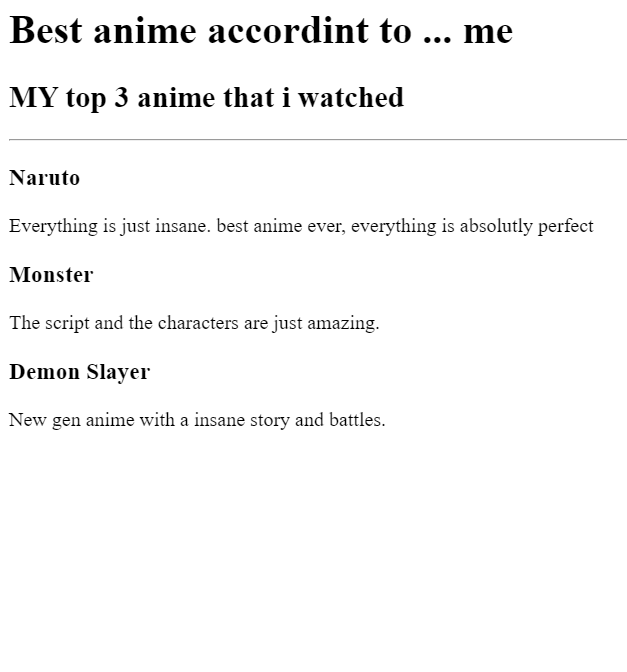 Best anime accordint to ... me
MY top 3 anime that i watched
Naruto
Everything is just insane. best anime ever, everything is absolutly perfect
Monster
The script and the characters are just amazing.
Demon Slayer
New gen anime with a insane story and battles.